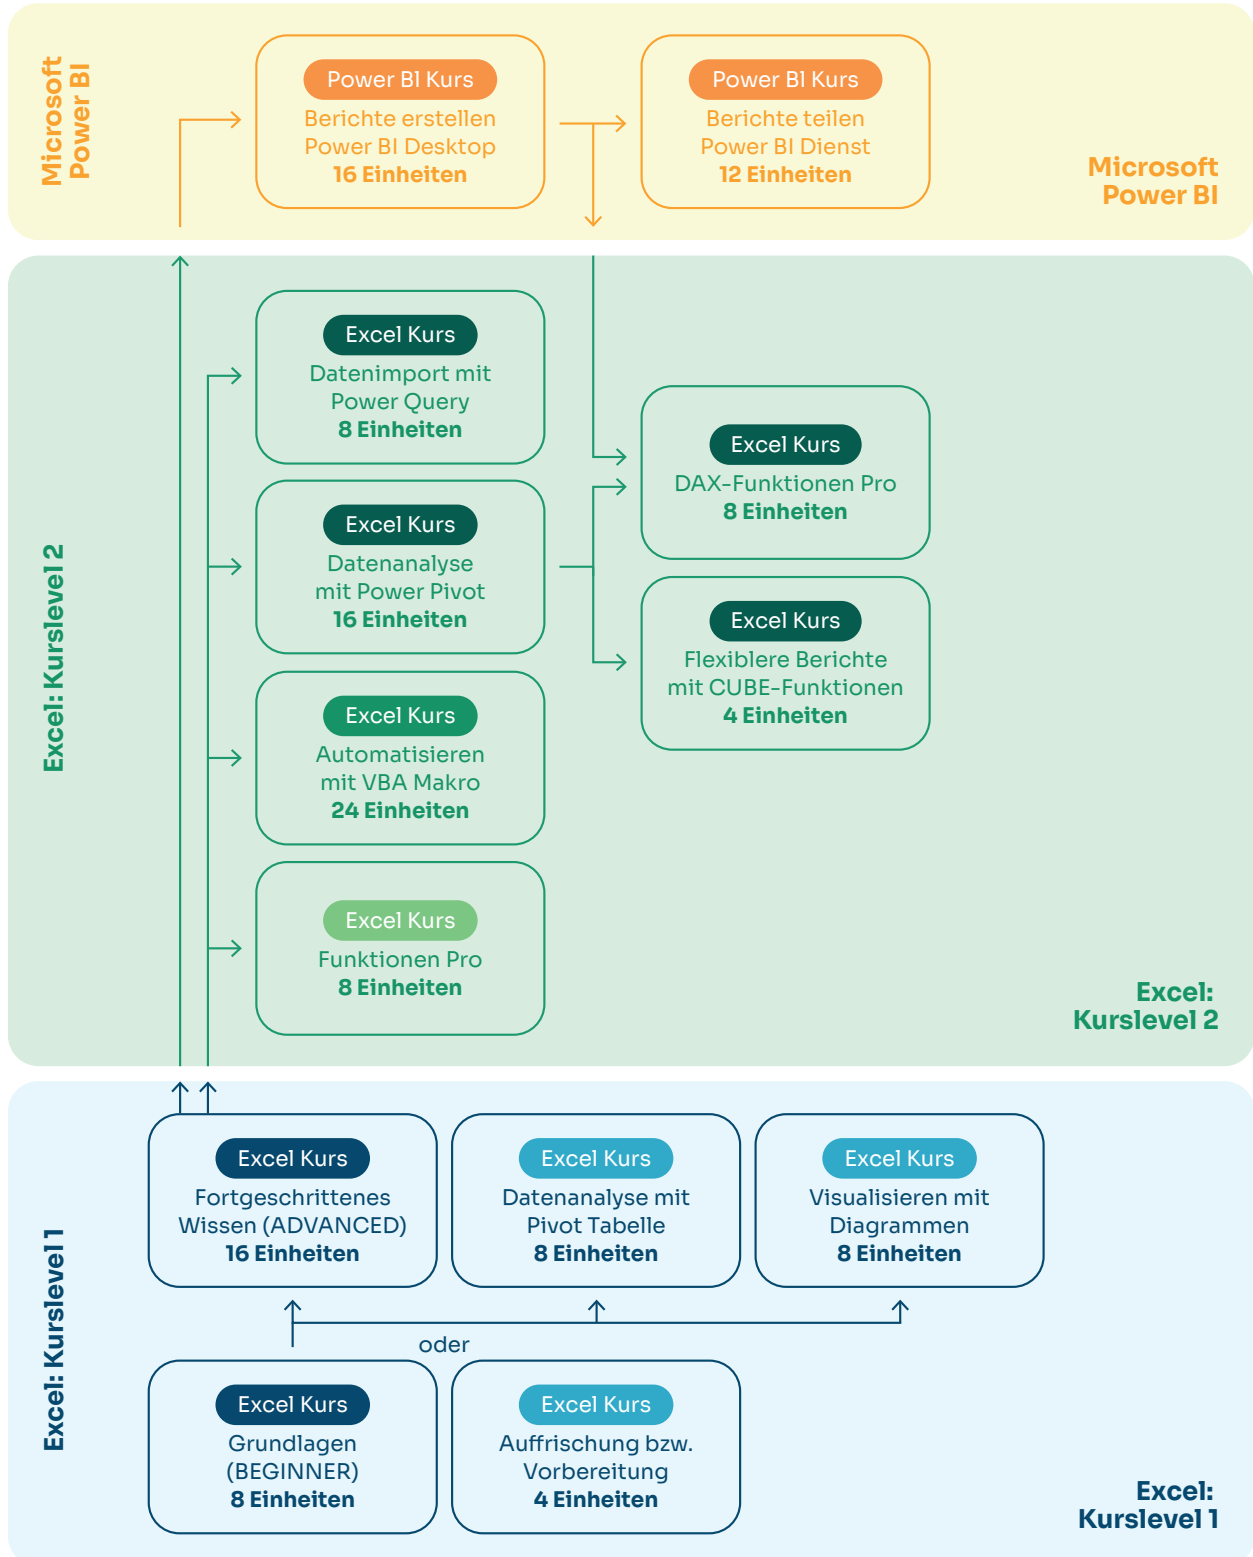 Microsoft
Power BI
Power BI Kurs
Berichte erstellen
Power BI Desktop
16 Einheiten
Power BI Kurs
Berichte teilen
Power BI Dienst
12 Einheiten
Microsoft
Power BI
Excel: Kurslevel 2
Excel Kurs
Datenimport mit
Power Query
8 Einheiten
Excel Kurs
Datenanalyse
mit Power Pivot
16 Einheiten
Excel Kurs
Automatisieren
mit VBA Makro
24 Einheiten
Excel Kurs
Funktionen Pro
8 Einheiten
Excel Kurs
DAX-Funktionen Pro
8 Einheiten
Excel Kurs
Flexiblere Berichte
mit CUBE-Funktionen
4 Einheiten
Excel:
Kurslevel 2
Excel: Kurslevel 1
Excel Kurs
Fortgeschrittenes
Wissen (ADVANCED)
16 Einheiten
Excel Kurs
Datenanalyse mit
Pivot Tabelle
8 Einheiten
Excel Kurs
Visualisieren mit
Diagrammen
8 Einheiten
oder
Excel Kurs
Grundlagen
(BEGINNER)
8 Einheiten
Excel Kurs
Auffrischung bzw.
Vorbereitung
4 Einheiten
Excel:
Kurslevel 1